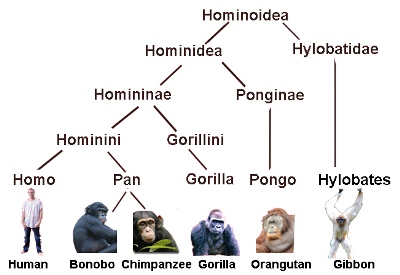 Hominoidea
Hominidea Hylobatidae
Homininae Ponginae
Hominini Gorillini
Homo Pan Gorilla Pongo Hylobates
Human Bonobo Chimpanzee Gorilla Orangutan Gibbon